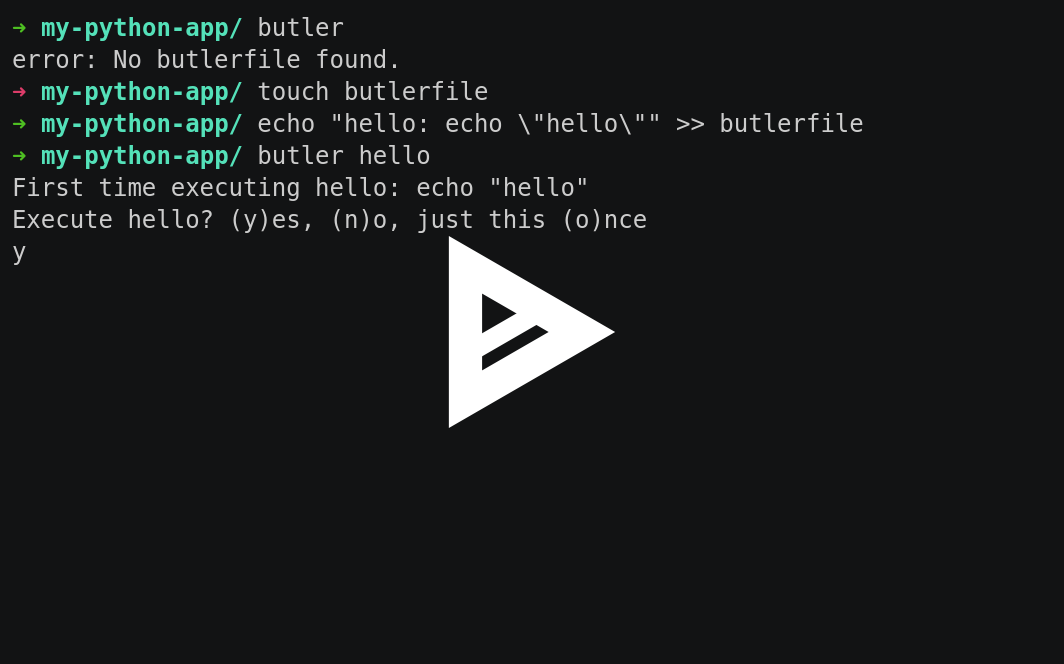 ➜ my-python-app/ butler
error: No butlerfile found.
➜ my-python-app/ touch butlerfile
➜ my-python-app/ echo "hello: echo \"hello\"" >> butlerfile
➜ my-python-app/ butler hello
First time executing hello: echo "hello"
Execute hello? (y)es, (n)o, just this (o)nce
y